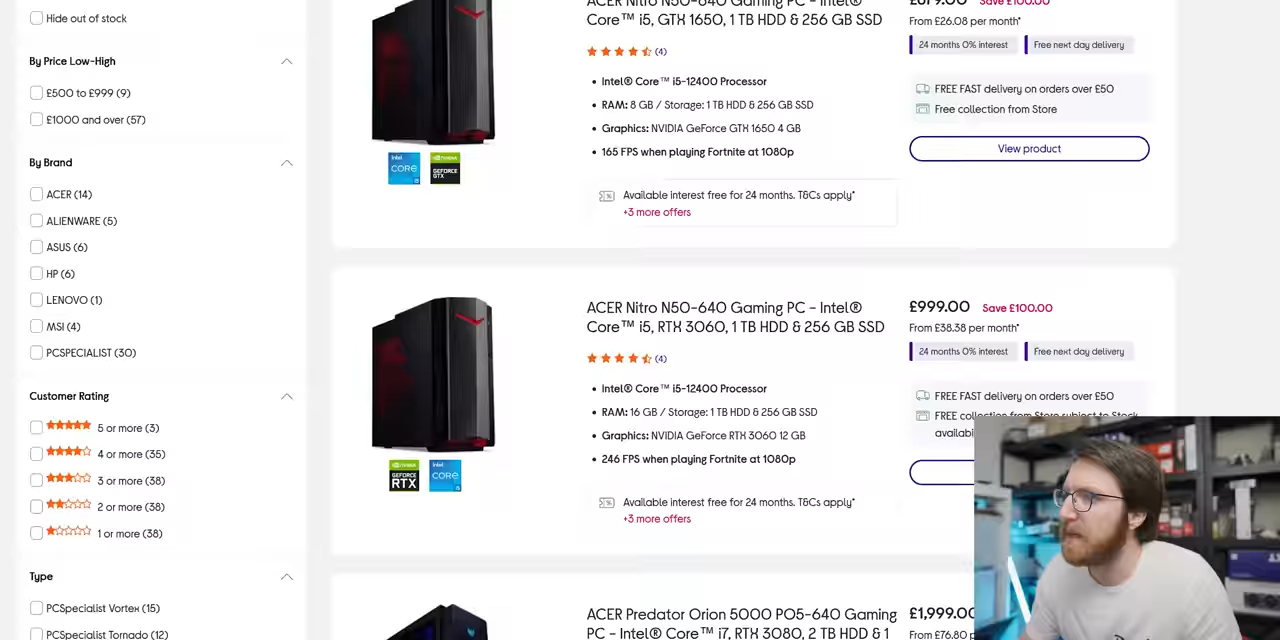 Hide out of stock
By Price Low-High
£500 to £999 (9)
£1000 and over (57)
By Brand
ACER (14)
ALIENWARE (5)
ASUS (6)
HP (6)
LENOVO (1)
MSI (4)
PCSPECIALIST (30)
Customer Rating
5 or more (3)
4 or more (35)
3 or more (38)
2 or more (38)
1 or more (38)
Type
PCSpecialist Vortex (15)
PCSpecialist Tornado (12)
ACER Nitro N50-640 Gaming PC - Intel®
Core™ i5, GTX 1650, 1 TB HDD & 256 GB SSD
(4)
• Intel® Core™ i5-12400 Processor
• RAM: 8 GB / Storage: 1 TB HDD & 256 GB SSD
• Graphics: NVIDIA GeForce GTX 1650 4 GB
• 165 FPS when playing Fortnite at 1080p
intel CORE i5
NVIDIA GEFORCE GTX
Available interest free for 24 months. T&Cs apply*
+3 more offers
£679.00 Save £100.00
From £26.08 per month*
24 months 0% interest
Free next day delivery
FREE FAST delivery on orders over £50
Free collection from Store
View product
ACER Nitro N50-640 Gaming PC - Intel®
Core™ i5, RTX 3060, 1 TB HDD & 256 GB SSD
(4)
• Intel® Core™ i5-12400 Processor
• RAM: 16 GB / Storage: 1 TB HDD & 256 GB SSD
• Graphics: NVIDIA GeForce RTX 3060 12 GB
• 246 FPS when playing Fortnite at 1080p
NVIDIA GEFORCE RTX
intel CORE i5
Available interest free for 24 months. T&Cs apply*
+3 more offers
£999.00 Save £100.00
From £38.38 per month*
24 months 0% interest
Free next day delivery
FREE FAST delivery on orders over £50
FREE collection from Store subject to Stock
ACER Predator Orion 5000 PO5-640 Gaming
PC - Intel® Core™ i7, RTX 3080, 2 TB HDD & 1
£1,999.00
From £76.80